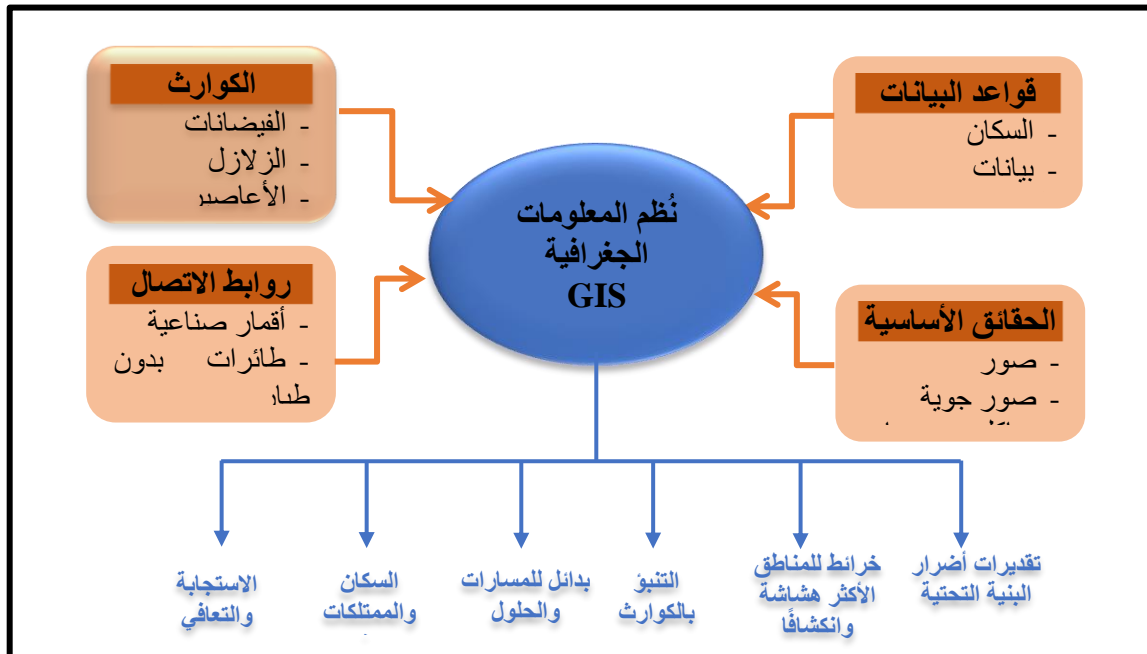 قواعد البيانات
- السكان
- بيانات
الكوارث
- الفيضانات
- الزلازل
- الأعاصير
نُظم المعلومات
الجغرافية
GIS
الحقائق الأساسية
- صور
- صور جوية
روابط الاتصال
- أقمار صناعية
- طائرات بدون
طيار
تقديرات أضرار
البنية التحتية
خرائط للمناطق
الأكثر هشاشة
وانكشافًا
التنبؤ
بالكوارث
بدائل للمسارات
والحلول
السكان
والممتلكات
الاستجابة
والتعافي